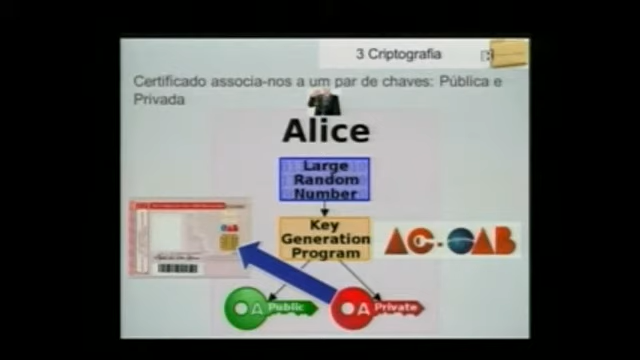 3 Criptografia
Certificado associa-nos a um par de chaves: Pública e
Privada
Alice
Large
Random
Number
Key
Generation
Program
AC-OAB
OAB
A Public
A Private